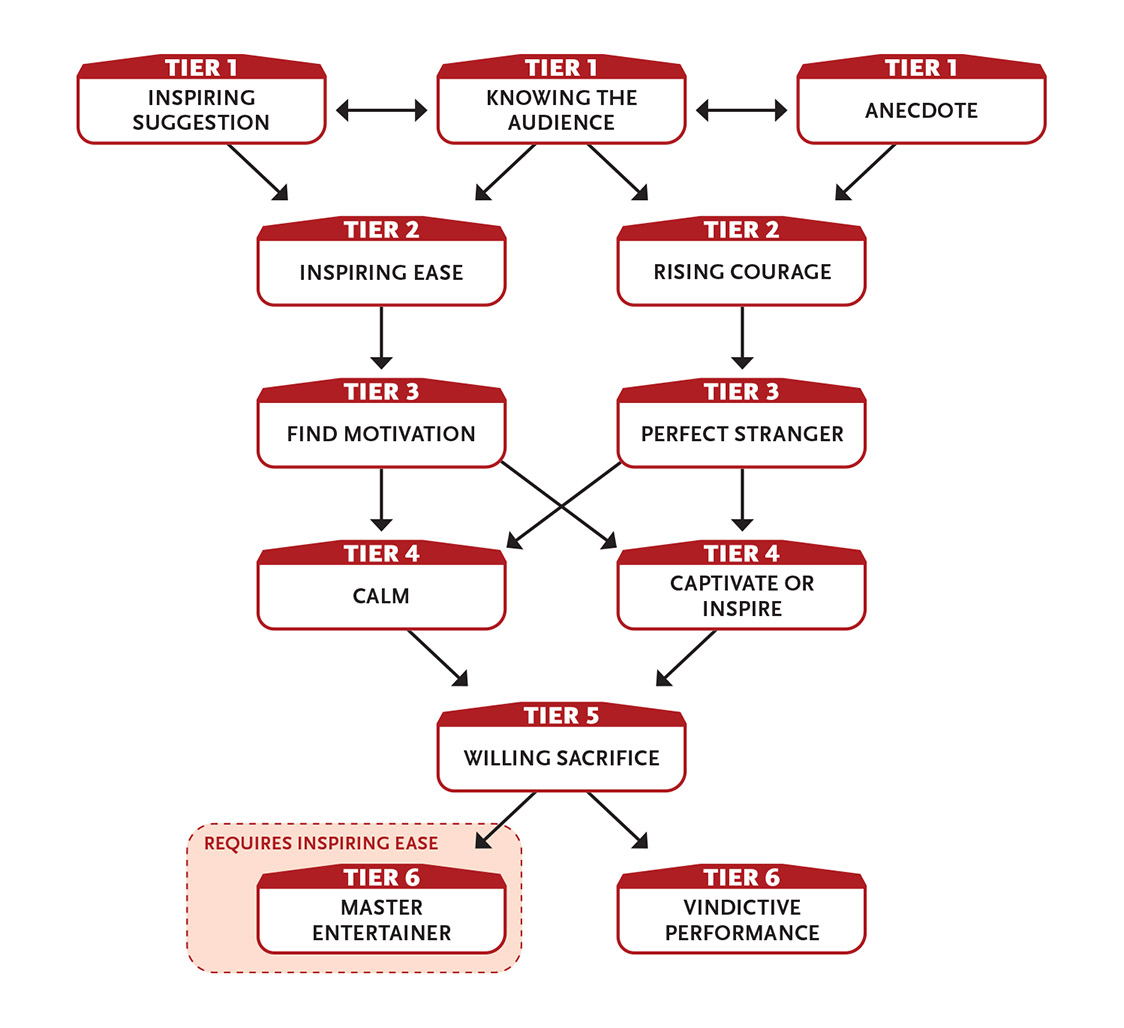 TIER 1
INSPIRING
SUGGESTION
TIER 1
KNOWING THE
AUDIENCE
TIER 1
ANECDOTE
TIER 2
INSPIRING EASE
TIER 2
RISING COURAGE
TIER 3
FIND MOTIVATION
TIER 3
PERFECT STRANGER
TIER 4
CALM
TIER 4
CAPTIVATE OR
INSPIRE
TIER 5
WILLING SACRIFICE
REQUIRES INSPIRING EASE
TIER 6
MASTER
ENTERTAINER
TIER 6
VINDICTIVE
PERFORMANCE